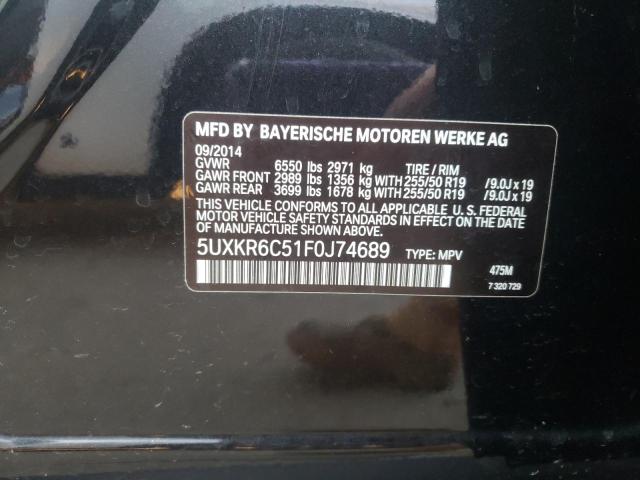 MFD BY BAYERISCHE MOTOREN WERKE AG
09/2014
GVWR 6550 lbs 2971 kg TIRE / RIM
GAWR FRONT 2989 lbs 1356 kg WITH 255/50 R19 /9.0J x 19
GAWR REAR 3699 lbs 1678 kg WITH 255/50 R19 /9.0J x 19
THIS VEHICLE CONFORMS TO ALL APPLICABLE U. S. FEDERAL
MOTOR VEHICLE SAFETY STANDARDS IN EFFECT ON THE DATE
OF MANUFACTURE SHOWN ABOVE.
5UXKR6C51F0J74689 TYPE: MPV
475M
7 320 729